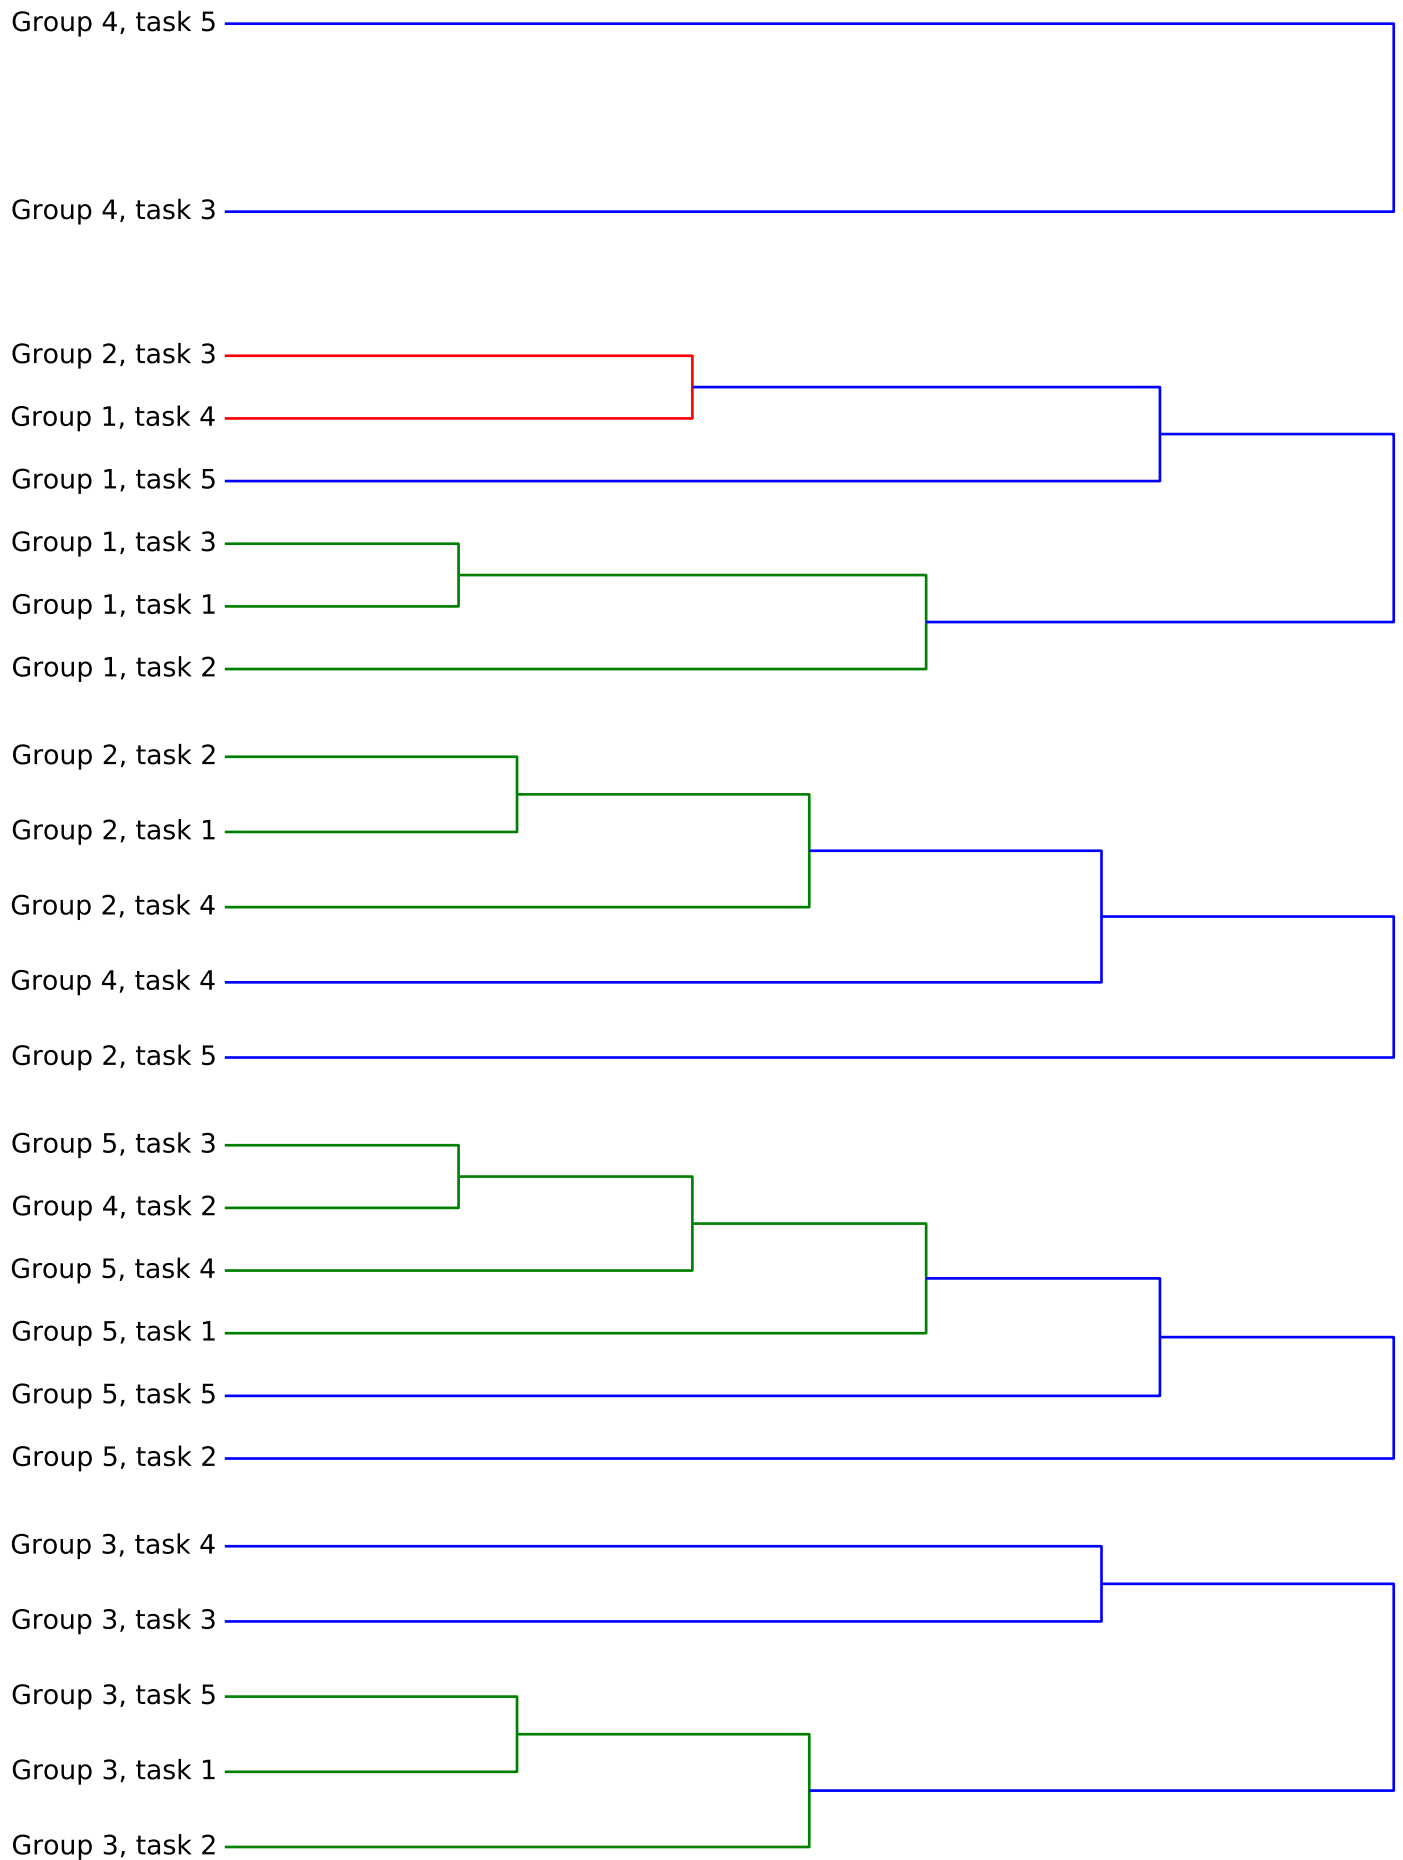 Group 4, task 5
Group 4, task 3
Group 2, task 3
Group 1, task 4
Group 1, task 5
Group 1, task 3
Group 1, task 1
Group 1, task 2
Group 2, task 2
Group 2, task 1
Group 2, task 4
Group 4, task 4
Group 2, task 5
Group 5, task 3
Group 4, task 2
Group 5, task 4
Group 5, task 1
Group 5, task 5
Group 5, task 2
Group 3, task 4
Group 3, task 3
Group 3, task 5
Group 3, task 1
Group 3, task 2